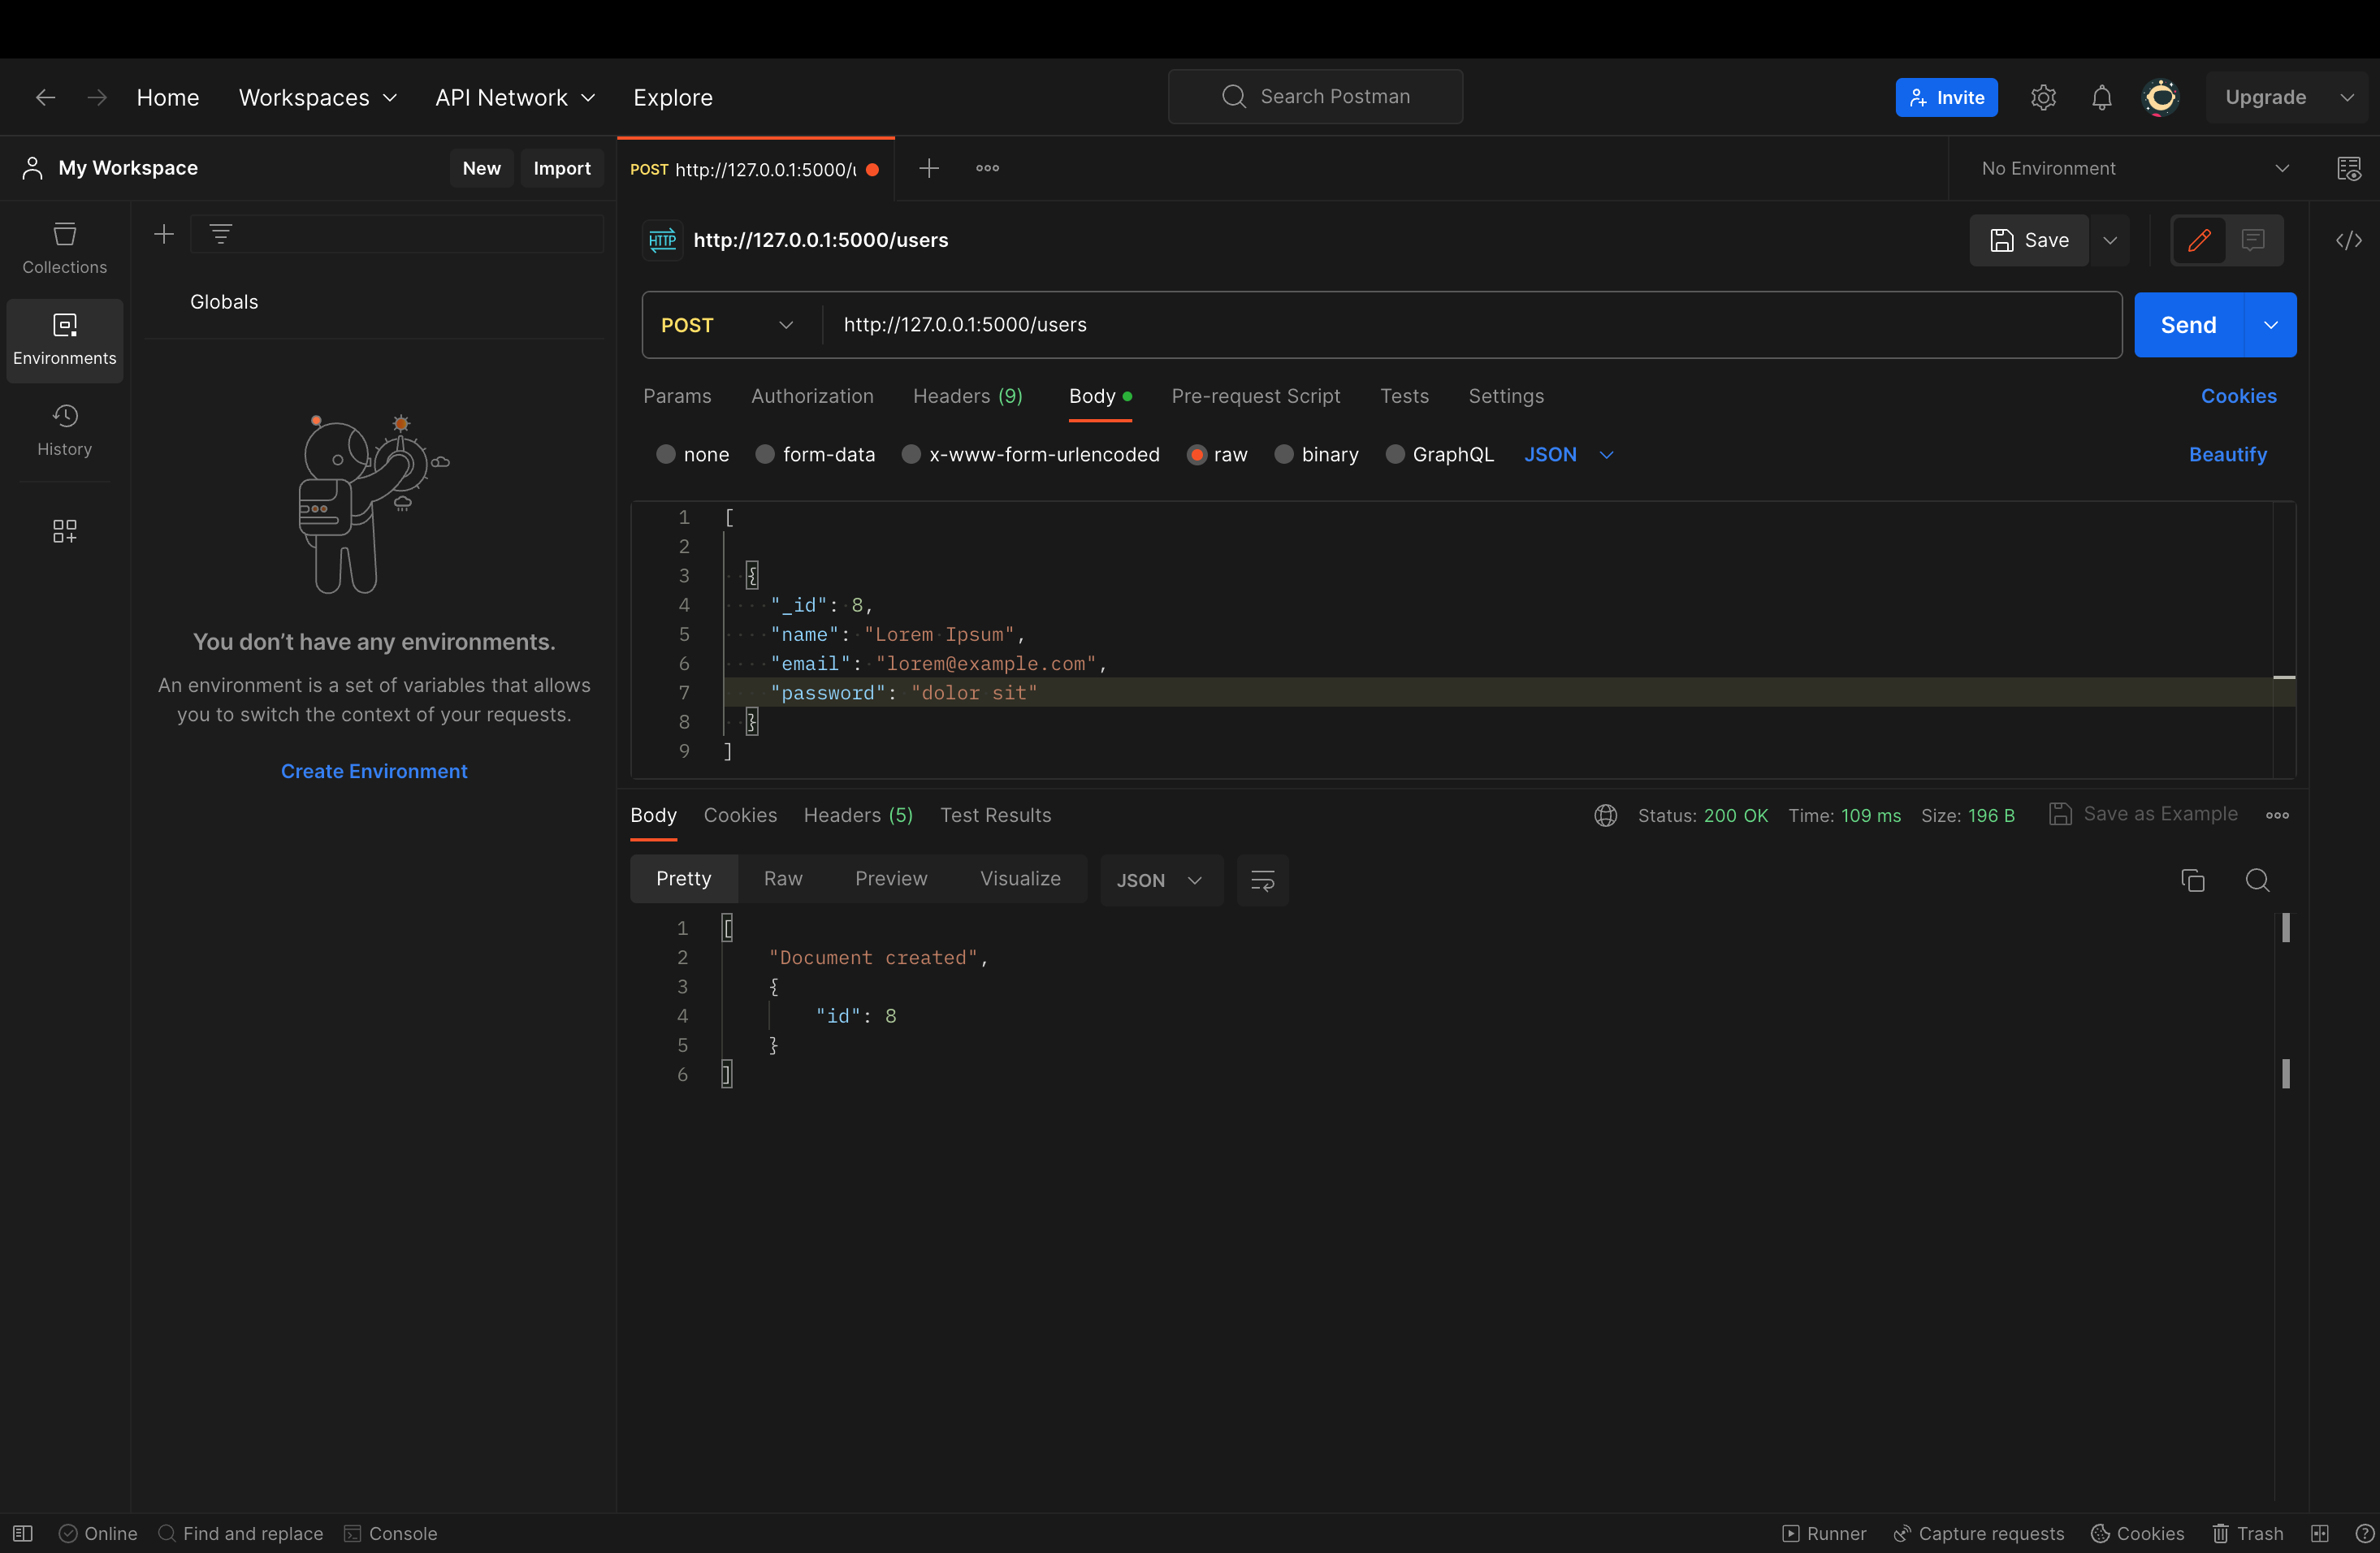 Home Workspaces API Network Explore Search Postman Invite Upgrade
My Workspace New Import
POST http://127.0.0.1:5000/u
No Environment
Collections
Environments
History
Globals
You don’t have any environments.
An environment is a set of variables that allows
you to switch the context of your requests.
Create Environment
HTTP http://127.0.0.1:5000/users Save
POST http://127.0.0.1:5000/users Send
Params Authorization Headers (9) Body Pre-request Script Tests Settings Cookies
none form-data x-www-form-urlencoded raw binary GraphQL JSON Beautify
1 [
2
3 {
4 "_id": 8,
5 "name": "Lorem Ipsum",
6 "email": "lorem@example.com",
7 "password": "dolor sit"
8 }
9 ]
Body Cookies Headers (5) Test Results Status: 200 OK Time: 109 ms Size: 196 B Save as Example
Pretty Raw Preview Visualize JSON
1 [
2 "Document created",
3 {
4 "id": 8
5 }
6 ]
Online Find and replace Console Runner Capture requests Cookies Trash